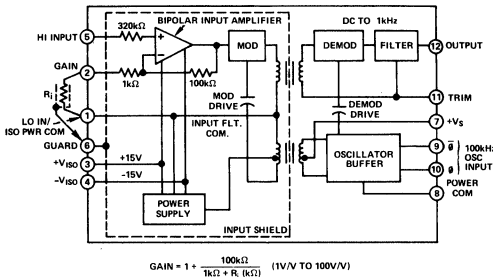 BIPOLAR INPUT AMPLIFIER
DC TO 1kHz
HI INPUT 5
320kΩ
+
−
MOD
DEMOD
FILTER
12 OUTPUT
GAIN
2
1kΩ
100kΩ
Ri
MOD
DRIVE
DEMOD
DRIVE
11
TRIM
LO IN/
ISO PWR COM
1
INPUT FLT.
COM.
7 +VS
6
GUARD
+VISO 3
+15V
−VISO 4
−15V
OSCILLATOR
BUFFER
9 ø
10 ø
100kHz
OSC
INPUT
8
POWER
COM
POWER
SUPPLY
INPUT SHIELD
GAIN = 1 + 100kΩ / 1kΩ + Ri (kΩ) (1V/V TO 100V/V)